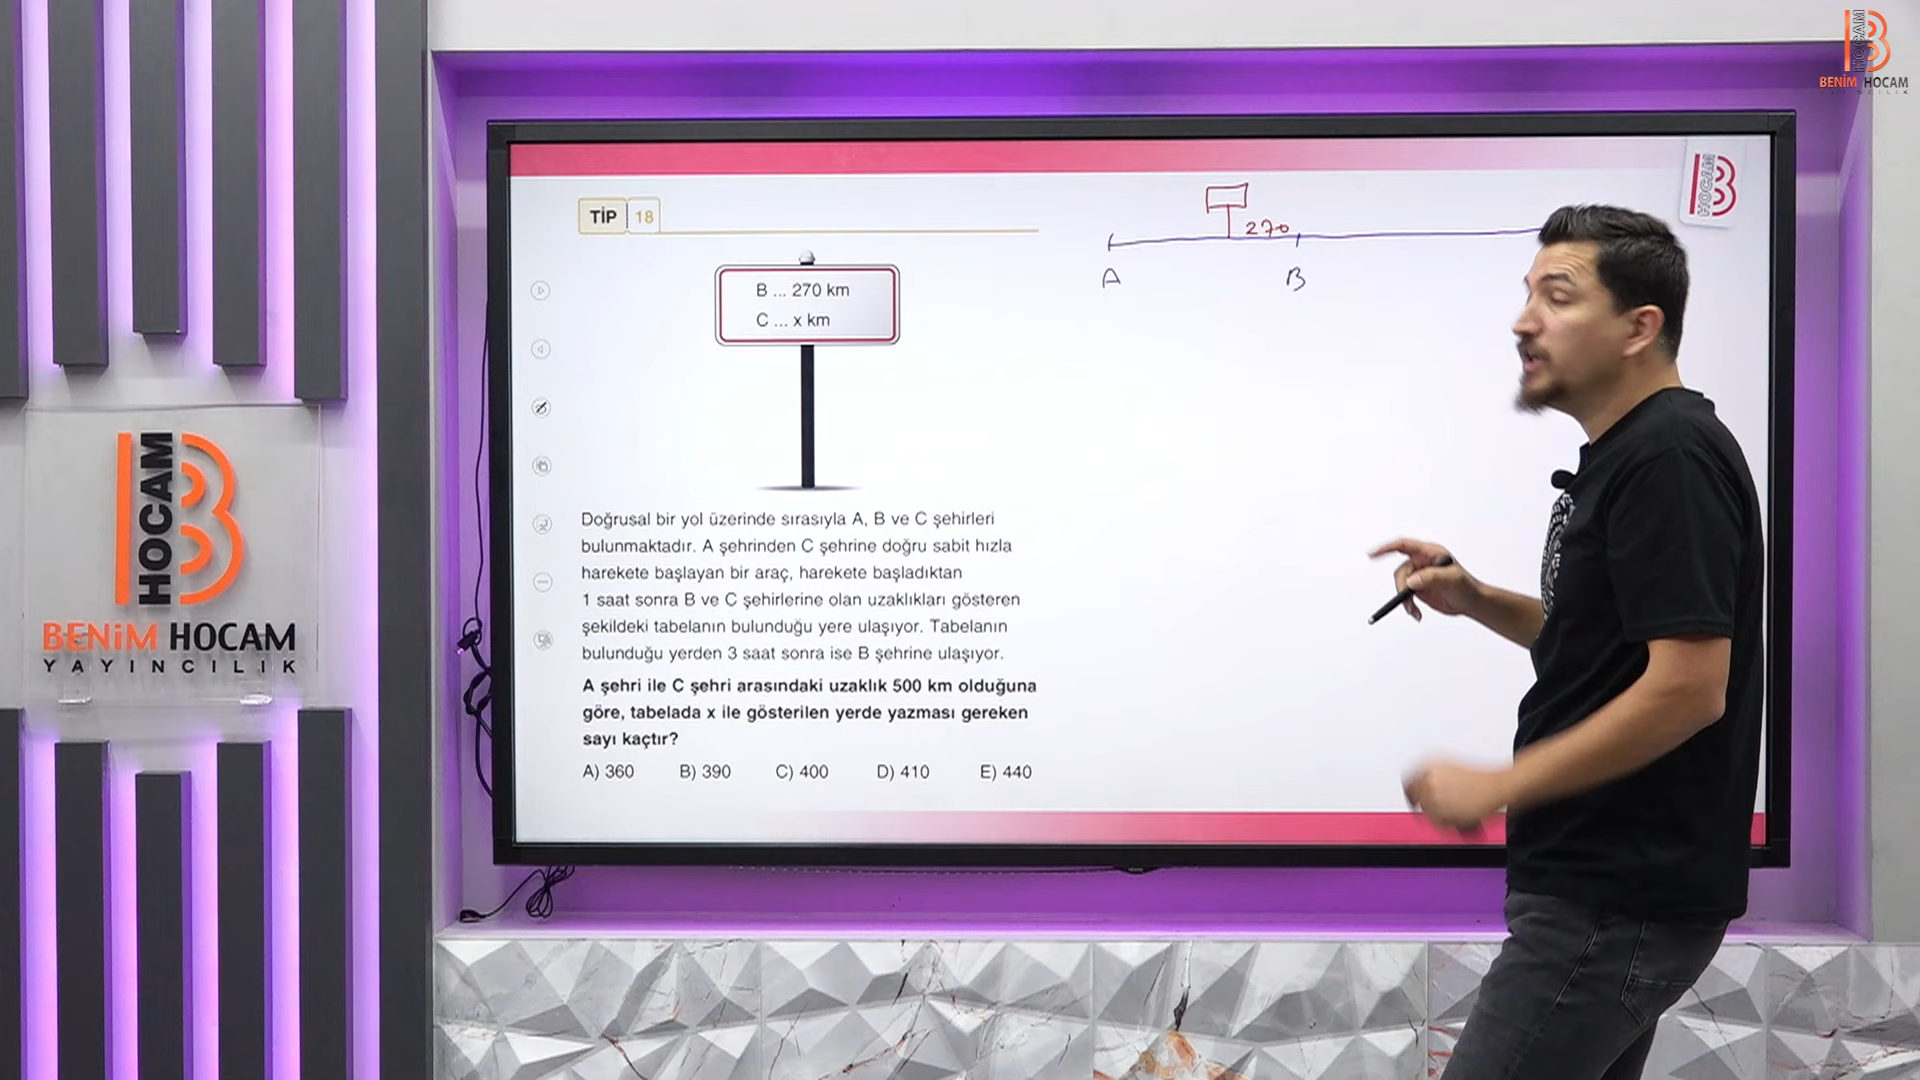 HOCAM
BENİM HOCAM
YAYINCILIK
HOCAM
TİP 18
270
A
B
B ... 270 km
C ... x km
Doğrusal bir yol üzerinde sırasıyla A, B ve C şehirleri
bulunmaktadır. A şehrinden C şehrine doğru sabit hızla
harekete başlayan bir araç, harekete başladıktan
1 saat sonra B ve C şehirlerine olan uzaklıkları gösteren
şekildeki tabelanın bulunduğu yere ulaşıyor. Tabelanın
bulunduğu yerden 3 saat sonra ise B şehrine ulaşıyor.
A şehri ile C şehri arasındaki uzaklık 500 km olduğuna
göre, tabelada x ile gösterilen yerde yazması gereken
sayı kaçtır?
A) 360 B) 390 C) 400 D) 410 E) 440
HOCAM
BENİM HOCAM
YAYINCILIK